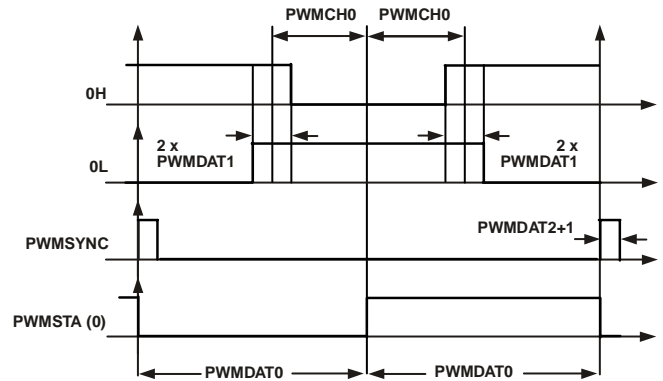 PWMCH0 PWMCH0
0H
2 x
PWMDAT1
2 x
PWMDAT1
0L
PWMDAT2+1
PWMSYNC
PWMSTA (0)
PWMDAT0 PWMDAT0